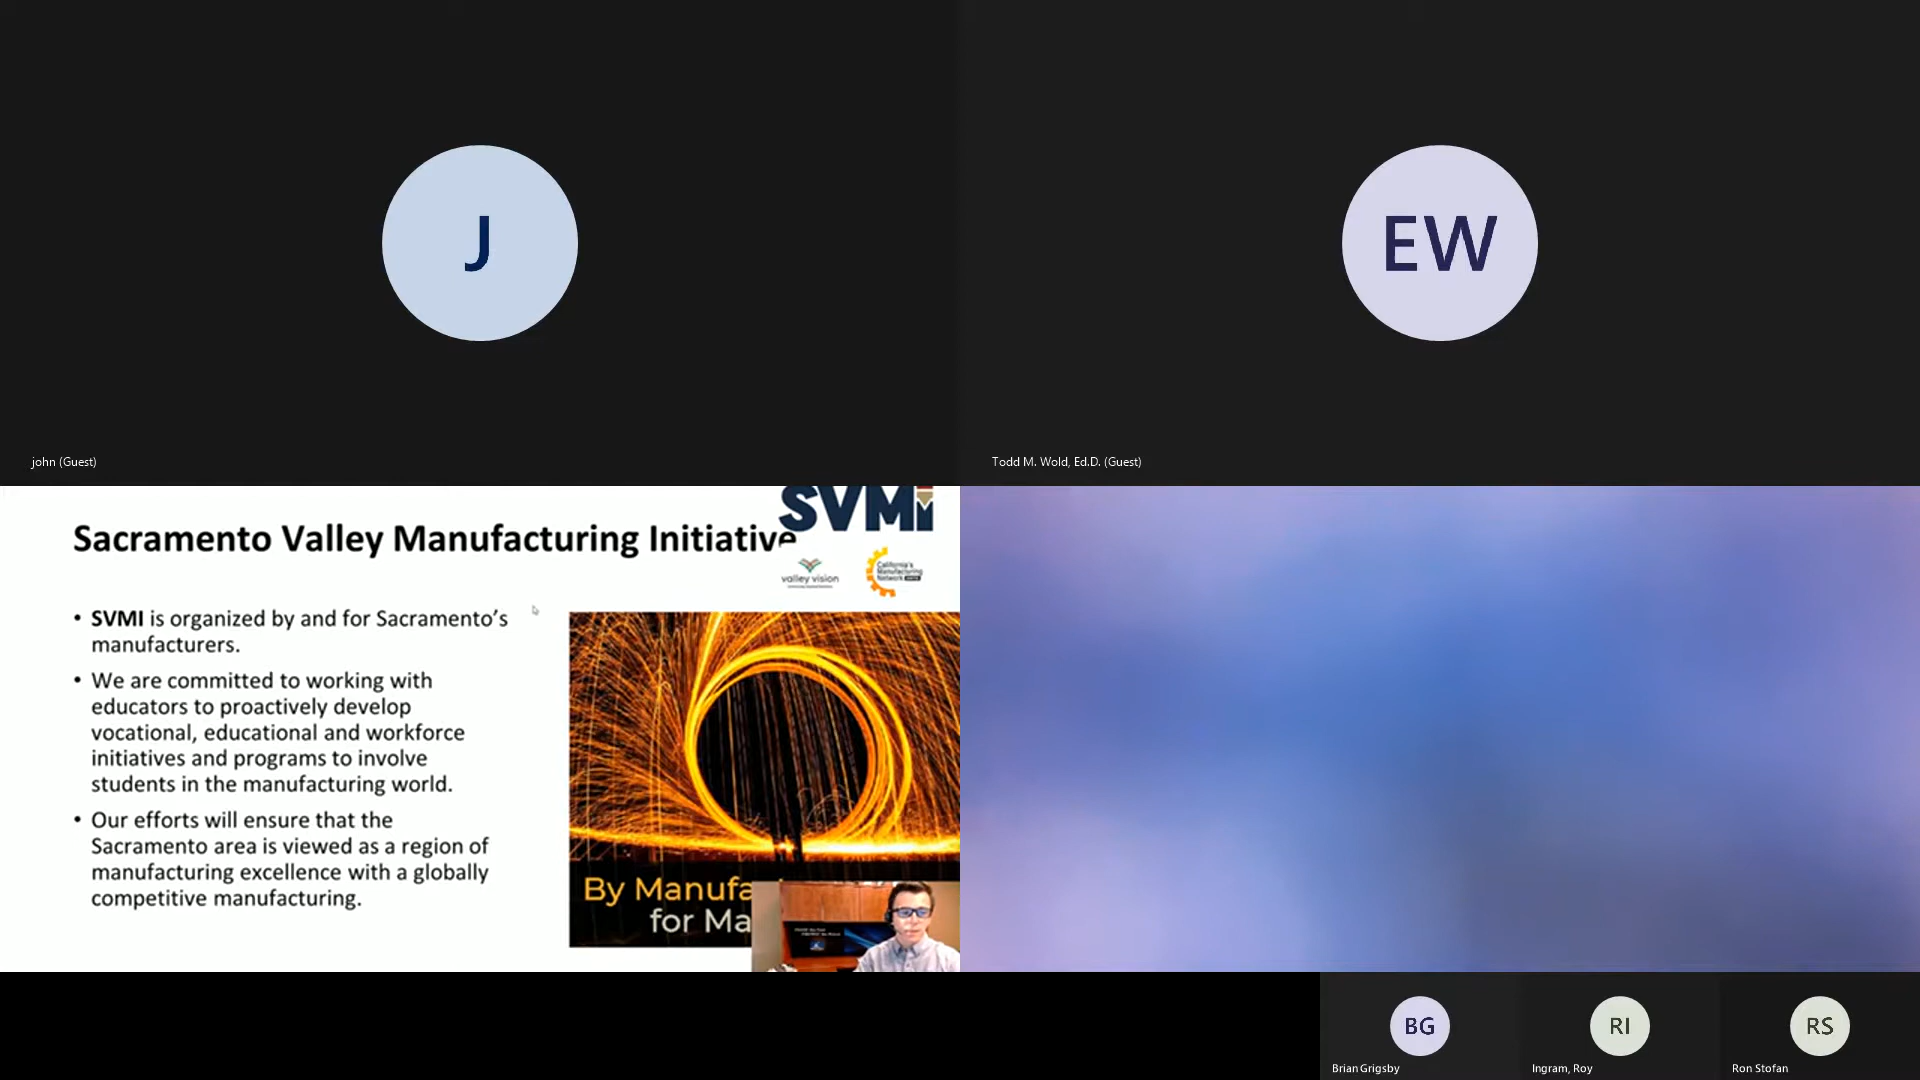 J
EW
john (Guest)
Todd M. Wold, Ed.D. (Guest)
SVMi
Sacramento Valley Manufacturing Initiative
valley vision
California's
Manufacturing
Network
• SVMI is organized by and for Sacramento's
manufacturers.
• We are committed to working with
educators to proactively develop
vocational, educational and workforce
initiatives and programs to involve
students in the manufacturing world.
• Our efforts will ensure that the
Sacramento area is viewed as a region of
manufacturing excellence with a globally
competitive manufacturing.
By Manufa
for Ma
BG
RI
RS
Brian Grigsby
Ingram, Roy
Ron Stofan